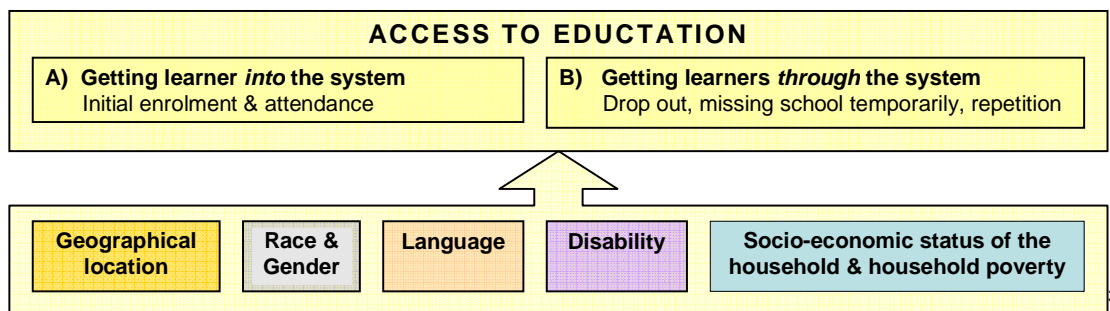 ACCESS TO EDUCTATION
A) Getting learner into the system
Initial enrolment & attendance
B) Getting learners through the system
Drop out, missing school temporarily, repetition
Geographical
location
Race &
Gender
Language
Disability
Socio-economic status of the
household & household poverty